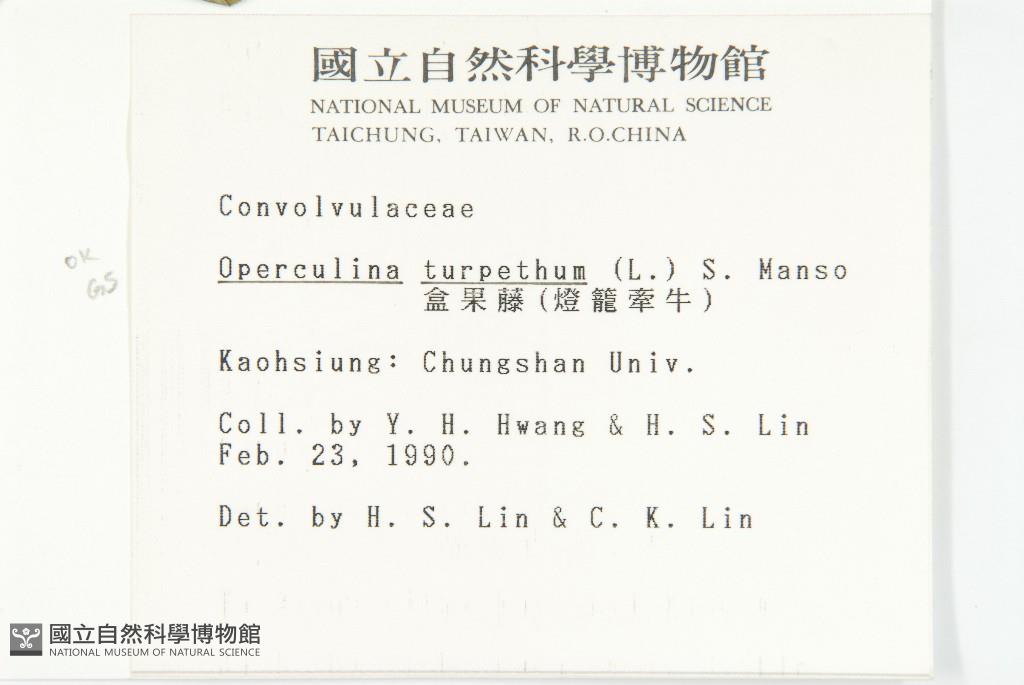 國立自然科學博物館
NATIONAL MUSEUM OF NATURAL SCIENCE
TAICHUNG, TAIWAN, R.O.CHINA
Convolvulaceae
Operculina turpethum (L.) S. Manso
盒果藤(燈籠牽牛)
Kaohsiung: Chungshan Univ.
Coll. by Y. H. Hwang & H. S. Lin
Feb. 23, 1990.
Det. by H. S. Lin & C. K. Lin
OK
GS
國立自然科學博物館
NATIONAL MUSEUM OF NATURAL SCIENCE